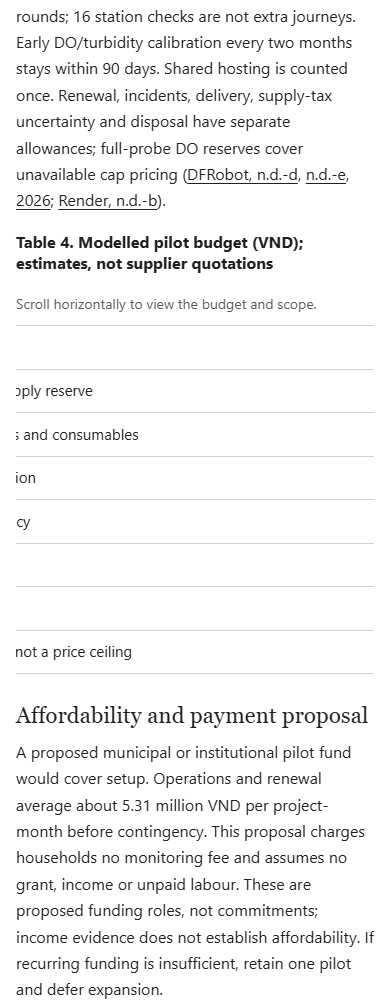 rounds; 16 station checks are not extra journeys.
Early DO/turbidity calibration every two months
stays within 90 days. Shared hosting is counted
once. Renewal, incidents, delivery, supply-tax
uncertainty and disposal have separate
allowances; full-probe DO reserves cover
unavailable cap pricing (DFRobot, n.d.-d, n.d.-e,
2026; Render, n.d.-b).
Table 4. Modelled pilot budget (VND);
estimates, not supplier quotations
Scroll horizontally to view the budget and scope.
reserve
and consumables
not a price ceiling
Affordability and payment proposal
A proposed municipal or institutional pilot fund
would cover setup. Operations and renewal
average about 5.31 million VND per project-
month before contingency. This proposal charges
households no monitoring fee and assumes no
grant, income or unpaid labour. These are
proposed funding roles, not commitments;
income evidence does not establish affordability. If
recurring funding is insufficient, retain one pilot
and defer expansion.